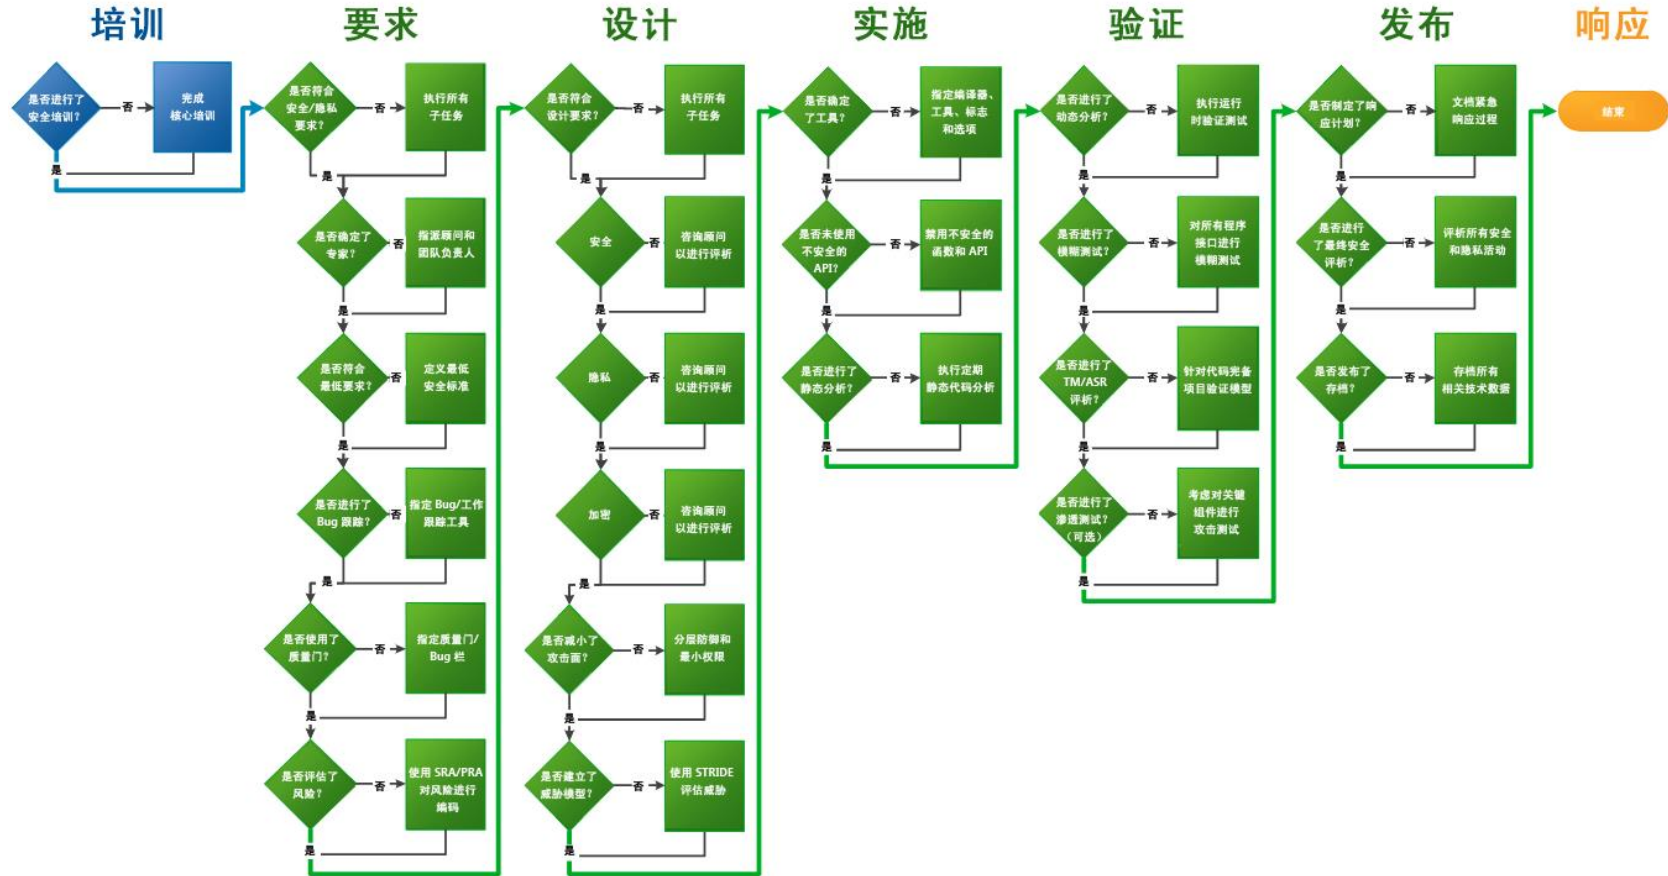 培训
是否进行了
安全培训?
否
完成
核心培训
是
要求
是否符合
安全/隐私
要求?
否
执行所有
子任务
是
是否确定了
专家?
否
指派顾问和
团队负责人
是
是否符合
最低要求?
否
定义最低
安全标准
是
是否进行了
Bug 跟踪?
否
指定 Bug/工作
跟踪工具
是
是否使用了
质量门?
否
指定质量门/
Bug 栏
是
是否评估了
风险?
否
使用 SRA/PRA
对风险进行
编码
是
设计
是否符合
设计要求?
否
执行所有
子任务
是
安全
否
咨询顾问
以进行评析
是
隐私
否
咨询顾问
以进行评析
是
加密
否
咨询顾问
以进行评析
是
是否减小了
攻击面?
否
分层防御和
最小权限
是
是否建立了
威胁模型?
否
使用 STRIDE
评估威胁
是
实施
是否确定
了工具?
否
指定编译器、
工具、标志
和选项
是
是否未使用
不安全的
API?
否
禁用不安全的
函数和 API
是
是否进行了
静态分析?
否
执行定期
静态代码分析
是
验证
是否进行了
动态分析?
否
执行运行
时验证测试
是
是否进行了
模糊测试?
否
对所有程序
接口进行
模糊测试
是
是否进行了
TM/ASR
评析?
否
针对代码完备
项目验证模型
是
是否进行了
渗透测试?
(可选)
否
考虑对关键
组件进行
攻击测试
是
发布
是否制定了响
应计划?
否
文档紧急
响应过程
是
是否进行
了最终安全
评析?
否
评析所有安全
和隐私活动
是
是否发布了
存档?
否
存档所有
相关技术数据
是
响应
结束